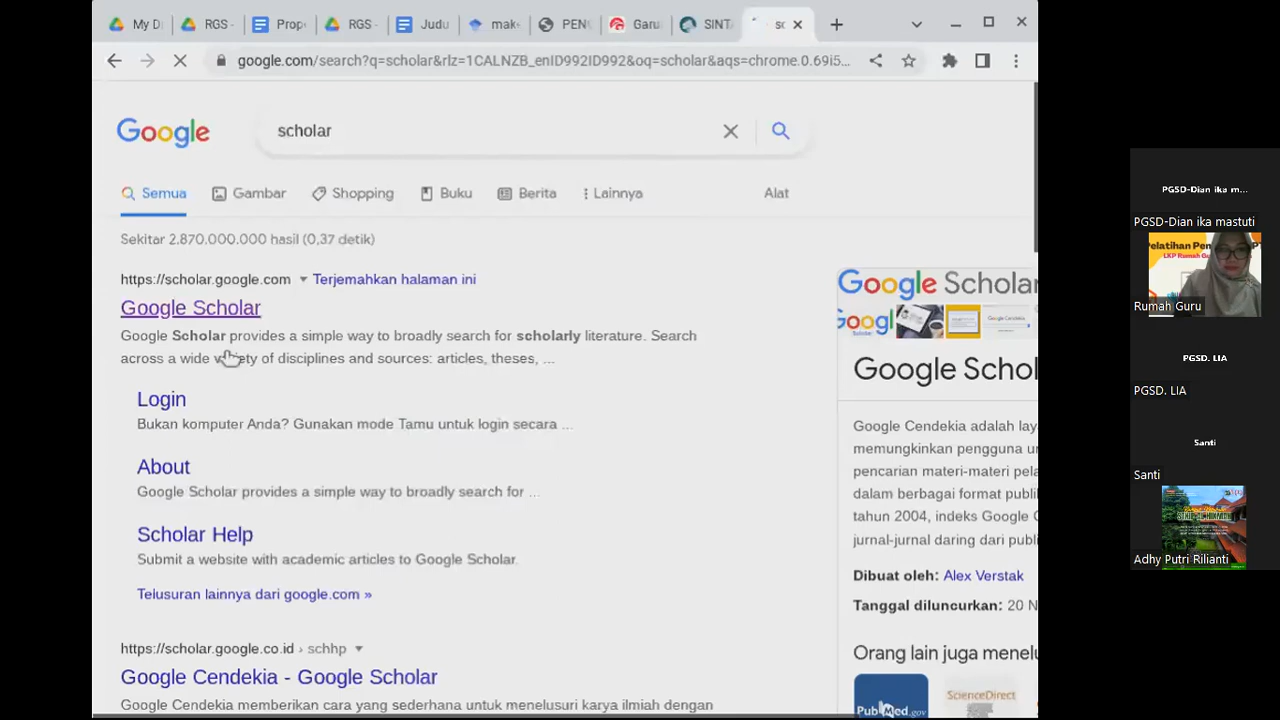 My D
RGS -
Prope
RGS -
Judu
make
PEN
Garu
SINT
sc
google.com/search?q=scholar&rlz=1CALNZB_enID992ID992&oq=scholar&aqs=chrome.0.69i5...
Google
scholar
Semua
Gambar
Shopping
Buku
Berita
Lainnya
Alat
Sekitar 2.870.000.000 hasil (0,37 detik)
https://scholar.google.com
Terjemahkan halaman ini
Google Scholar
Google Scholar provides a simple way to broadly search for scholarly literature. Search
across a wide variety of disciplines and sources: articles, theses, ...
Login
Bukan komputer Anda? Gunakan mode Tamu untuk login secara ...
About
Google Scholar provides a simple way to broadly search for ...
Scholar Help
Submit a website with academic articles to Google Scholar.
Telusuran lainnya dari google.com »
https://scholar.google.co.id › schhp
Google Cendekia - Google Scholar
Google Cendekia memberikan cara yang sederhana untuk menelusuri karya ilmiah dengan
Google Scholar
Google Schol
Google Cendekia adalah lay
memungkinkan pengguna u
pencarian materi-materi pela
dalam berbagai format publi
tahun 2004, indeks Google C
jurnal-jurnal daring dari publ
Dibuat oleh: Alex Verstak
Tanggal diluncurkan: 20 N
Orang lain juga menelu
PubMed.gov
ScienceDirect
PGSD-Dian ika m...
PGSD-Dian ika mastuti
Rumah Guru
PGSD. LIA
PGSD. LIA
Santi
Santi
Adhy Putri Rilianti